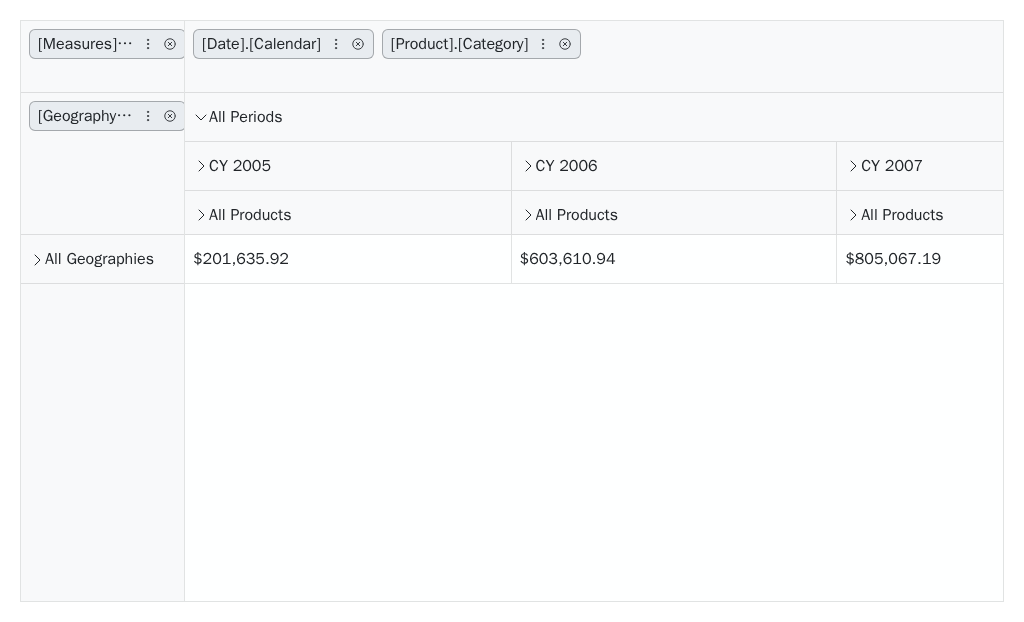 [Measures]··· [Date].[Calendar] [Product].[Category]
[Geography··· All Periods
CY 2005 CY 2006 CY 2007
All Products All Products All Products
All Geographies $201,635.92 $603,610.94 $805,067.19